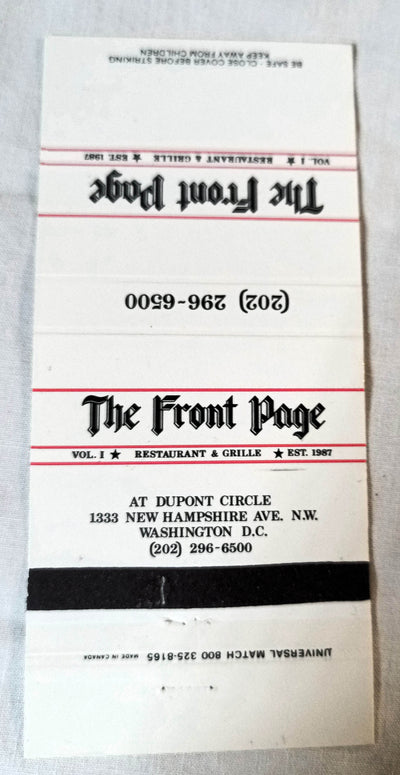 BE SAFE - CLOSE COVER BEFORE STRIKING
KEEP AWAY FROM CHILDREN
VOL. I ★ RESTAURANT & GRILLE ★ EST. 1987
The Front Page
(202) 296-6500
The Front Page
VOL. I ★ RESTAURANT & GRILLE ★ EST. 1987
AT DUPONT CIRCLE
1333 NEW HAMPSHIRE AVE. N.W.
WASHINGTON D.C.
(202) 296-6500
UNIVERSAL MATCH 800 325-8165 MADE IN CANADA